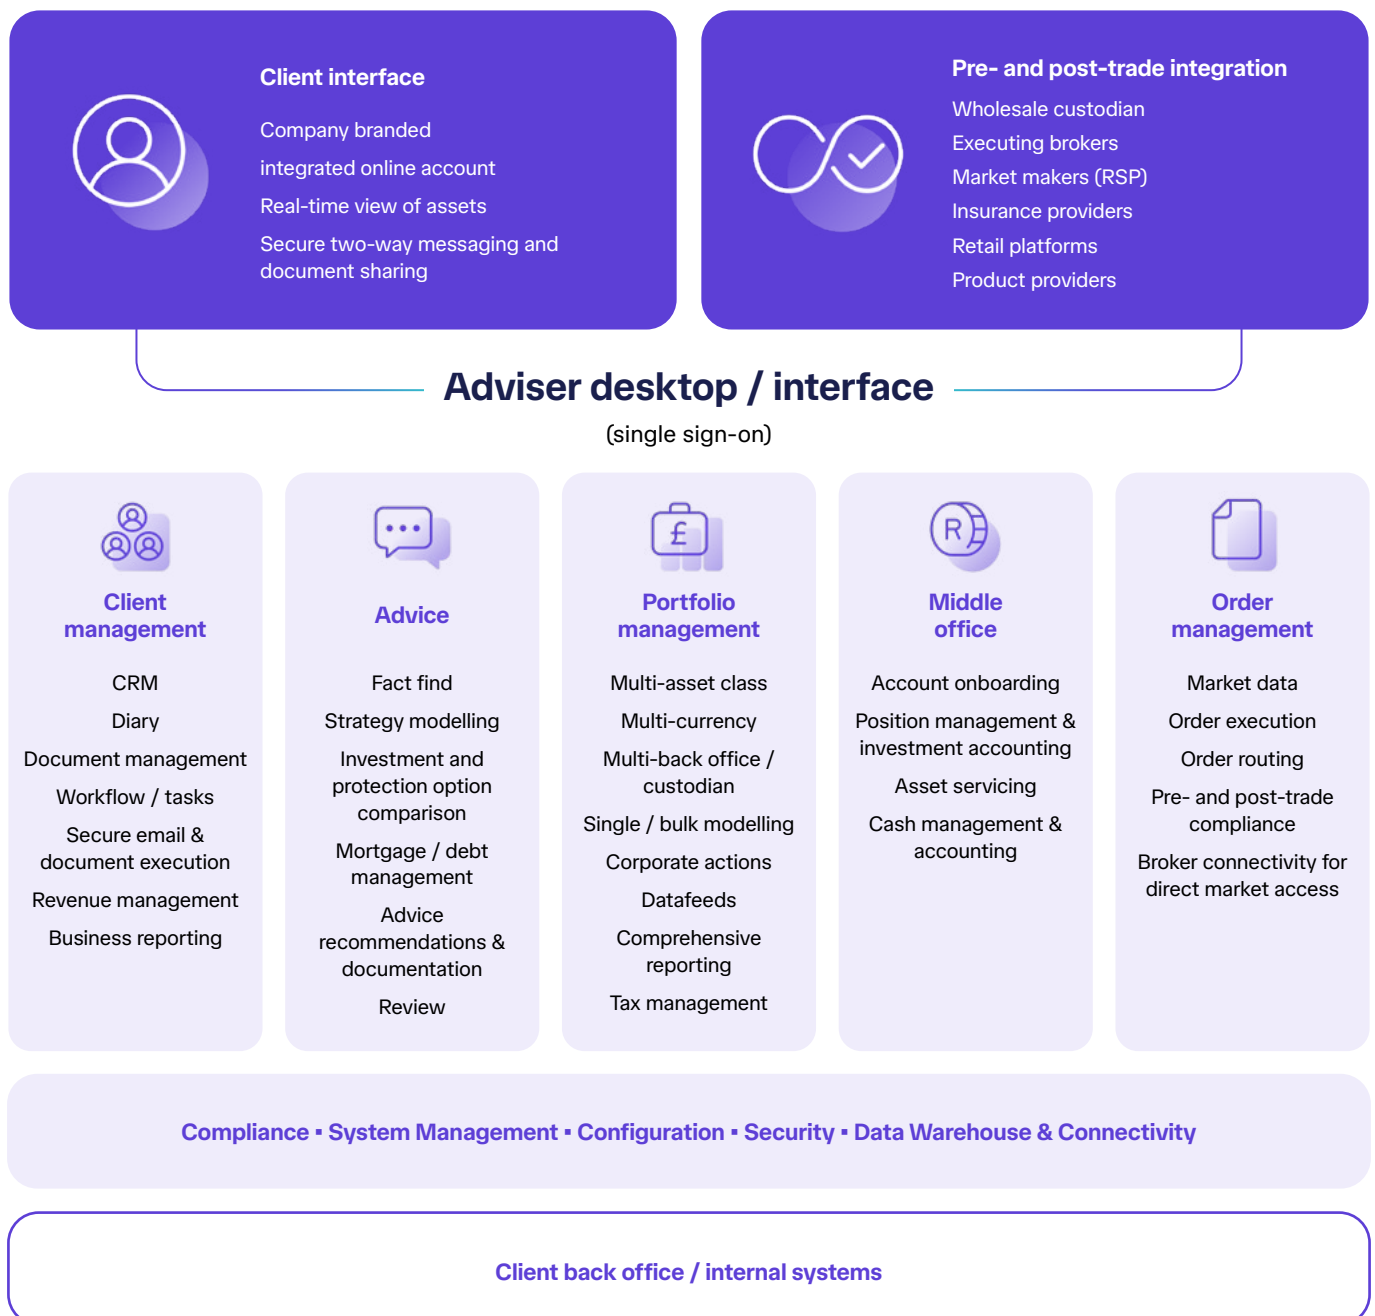 Client interface
Company branded
integrated online account
Real-time view of assets
Secure two-way messaging and
document sharing
Pre- and post-trade integration
Wholesale custodian
Executing brokers
Market makers (RSP)
Insurance providers
Retail platforms
Product providers
Adviser desktop / interface
(single sign-on)
Client
management
CRM
Diary
Document management
Workflow / tasks
Secure email &
document execution
Revenue management
Business reporting
Advice
Fact find
Strategy modelling
Investment and
protection option
comparison
Mortgage / debt
management
Advice
recommendations &
documentation
Review
£
Portfolio
management
Multi-asset class
Multi-currency
Multi-back office /
custodian
Single / bulk modelling
Corporate actions
Datafeeds
Comprehensive
reporting
Tax management
R
Middle
office
Account onboarding
Position management &
investment accounting
Asset servicing
Cash management &
accounting
Order
management
Market data
Order execution
Order routing
Pre- and post-trade
compliance
Broker connectivity for
direct market access
Compliance ▪ System Management ▪ Configuration ▪ Security ▪ Data Warehouse & Connectivity
Client back office / internal systems